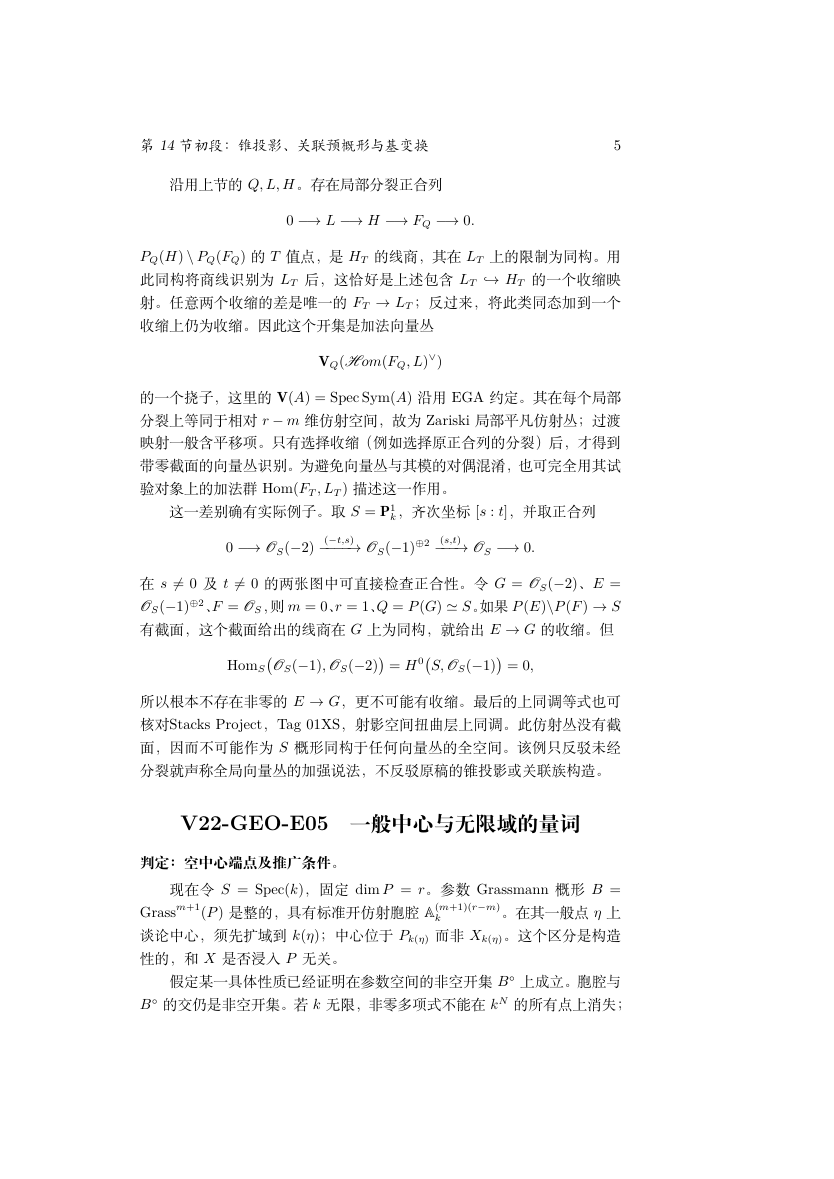 第 14 节初段：锥投影、关联预概形与基变换 5
沿用上节的 Q, L, H。存在局部分裂正合列
0 ⟶ L ⟶ H ⟶ F_Q ⟶ 0.
P_Q(H) \ P_Q(F_Q) 的 T 值点，是 H_T 的线商，其在 L_T 上的限制为同构。用
此同构将商线识别为 L_T 后，这恰好是上述包含 L_T ↪ H_T 的一个收缩映
射。任意两个收缩的差是唯一的 F_T → L_T；反过来，将此类同态加到一个
收缩上仍为收缩。因此这个开集是加法向量丛
V_Q(ℋom(F_Q, L)^∨)
的一个挠子，这里的 V(A) = Spec Sym(A) 沿用 EGA 约定。其在每个局部
分裂上等同于相对 r − m 维仿射空间，故为 Zariski 局部平凡仿射丛；过渡
映射一般含平移项。只有选择收缩（例如选择原正合列的分裂）后，才得到
带零截面的向量丛识别。为避免向量丛与其模的对偶混淆，也可完全用其试
验对象上的加法群 Hom(F_T, L_T) 描述这一作用。
这一差别确有实际例子。取 S = P^1_k，齐次坐标 [s : t]，并取正合列
0 ⟶ 𝒪_S(−2) —(−t,s)→ 𝒪_S(−1)^{⊕2} —(s,t)→ 𝒪_S ⟶ 0.
在 s ≠ 0 及 t ≠ 0 的两张图中可直接检查正合性。令 G = 𝒪_S(−2)、E =
𝒪_S(−1)^{⊕2}、F = 𝒪_S，则 m = 0、r = 1、Q = P(G) ≃ S。如果 P(E)\P(F) → S
有截面，这个截面给出的线商在 G 上为同构，就给出 E → G 的收缩。但
Hom_S(𝒪_S(−1), 𝒪_S(−2)) = H^0(S, 𝒪_S(−1)) = 0,
所以根本不存在非零的 E → G，更不可能有收缩。最后的上同调等式也可
核对Stacks Project，Tag 01XS，射影空间扭曲层上同调。此仿射丛没有截
面，因而不可能作为 S 概形同构于任何向量丛的全空间。该例只反驳未经
分裂就声称全局向量丛的加强说法，不反驳原稿的锥投影或关联族构造。
V22-GEO-E05 一般中心与无限域的量词
判定：空中心端点及推广条件。
现在令 S = Spec(k)，固定 dim P = r。参数 Grassmann 概形 B =
Grass^{m+1}(P) 是整的，具有标准开仿射胞腔 𝔸_k^{(m+1)(r−m)}。在其一般点 η 上
谈论中心，须先扩域到 k(η)；中心位于 P_{k(η)} 而非 X_{k(η)}。这个区分是构造
性的，和 X 是否浸入 P 无关。
假定某一具体性质已经证明在参数空间的非空开集 B° 上成立。胞腔与
B° 的交仍是非空开集。若 k 无限，非零多项式不能在 k^N 的所有点上消失；